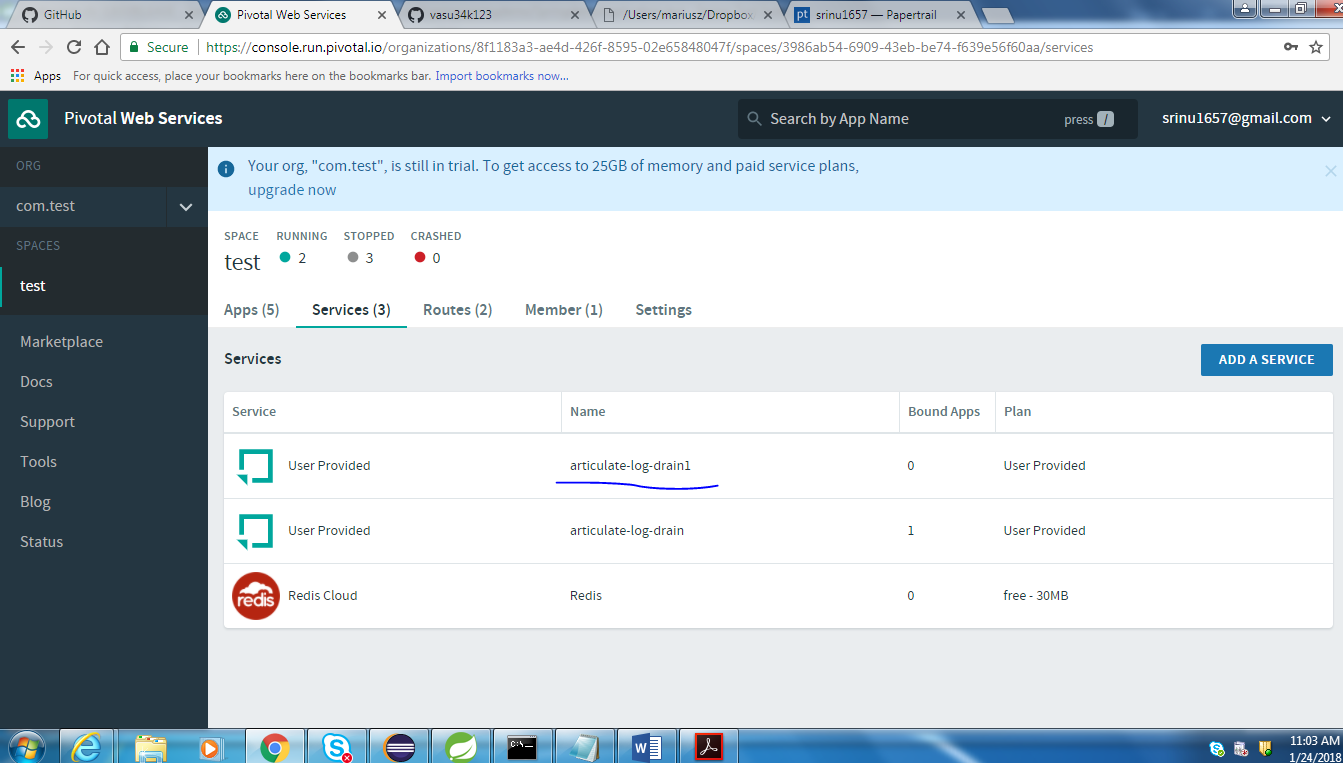 GitHub
Pivotal Web Services
vasu34k123
/Users/mariusz/Dropbox
pt srinu1657 — Papertrail
Secure
https://console.run.pivotal.io/organizations/8f1183a3-ae4d-426f-8595-02e65848047f/spaces/3986ab54-6909-43eb-be74-f639e56f60aa/services
Apps For quick access, place your bookmarks here on the bookmarks bar. Import bookmarks now...
Pivotal Web Services
Search by App Name
press /
srinu1657@gmail.com
ORG
com.test
SPACES
test
Marketplace
Docs
Support
Tools
Blog
Status
Your org, "com.test", is still in trial. To get access to 25GB of memory and paid service plans,
upgrade now
SPACE RUNNING STOPPED CRASHED
test 2 3 0
Apps (5) Services (3) Routes (2) Member (1) Settings
Services
ADD A SERVICE
Service Name Bound Apps Plan
User Provided articulate-log-drain1 0 User Provided
User Provided articulate-log-drain 1 User Provided
redis Redis Cloud Redis 0 free - 30MB
C:\
W
11:03 AM
1/24/2018